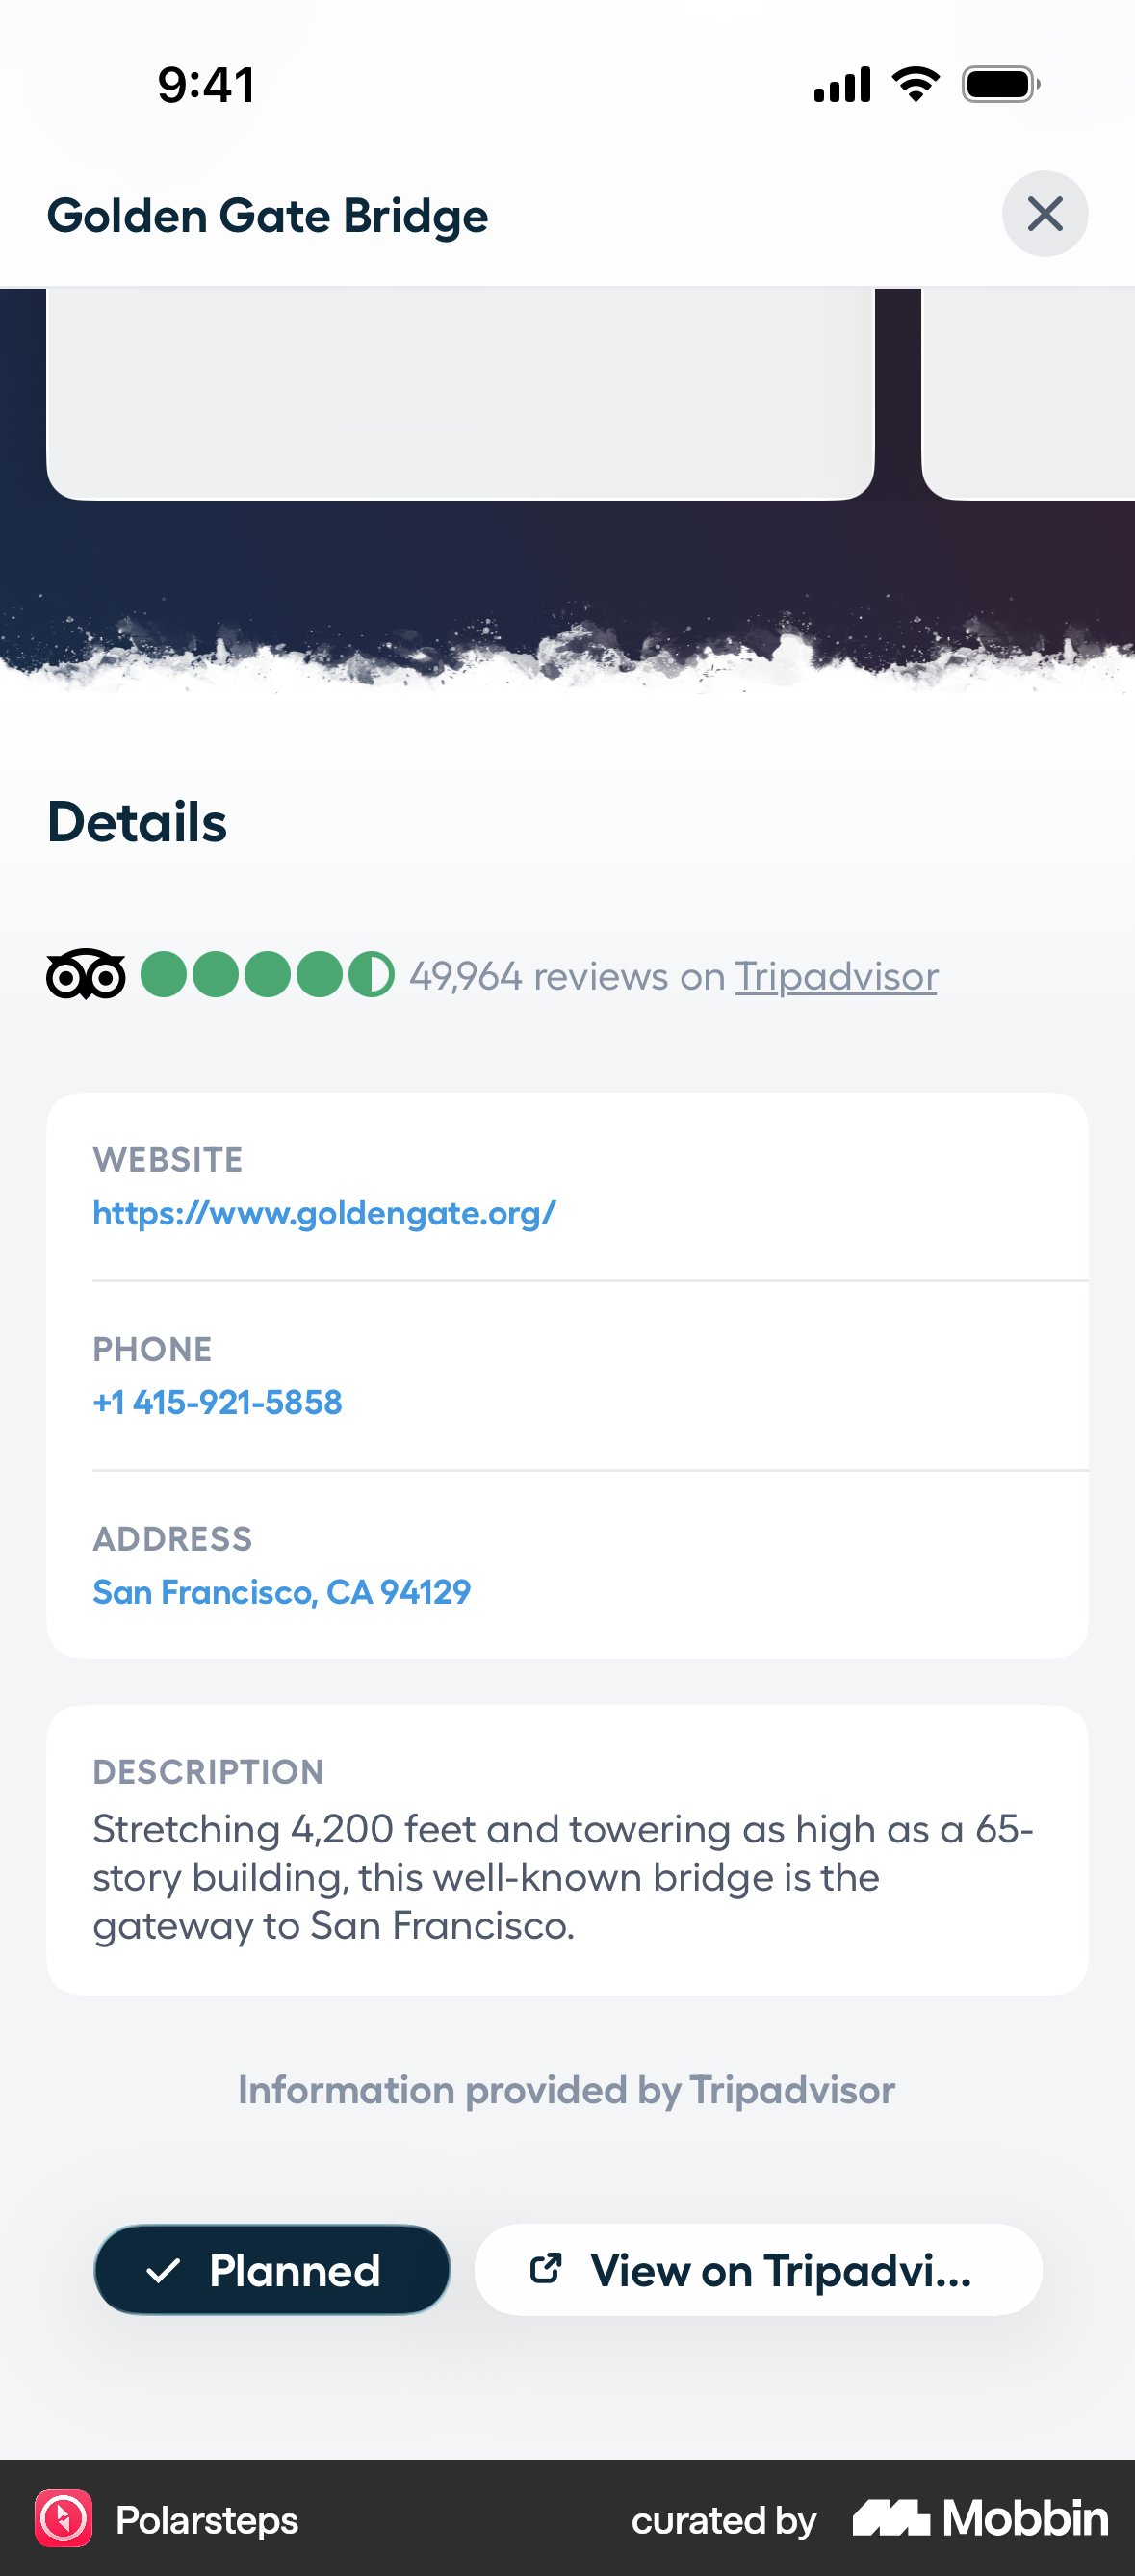 9:41
Golden Gate Bridge
Details
49,964 reviews on Tripadvisor
WEBSITE
https://www.goldengate.org/
PHONE
+1 415-921-5858
ADDRESS
San Francisco, CA 94129
DESCRIPTION
Stretching 4,200 feet and towering as high as a 65-
story building, this well-known bridge is the
gateway to San Francisco.
Information provided by Tripadvisor
Planned
View on Tripadvi...
Polarsteps
curated by Mobbin